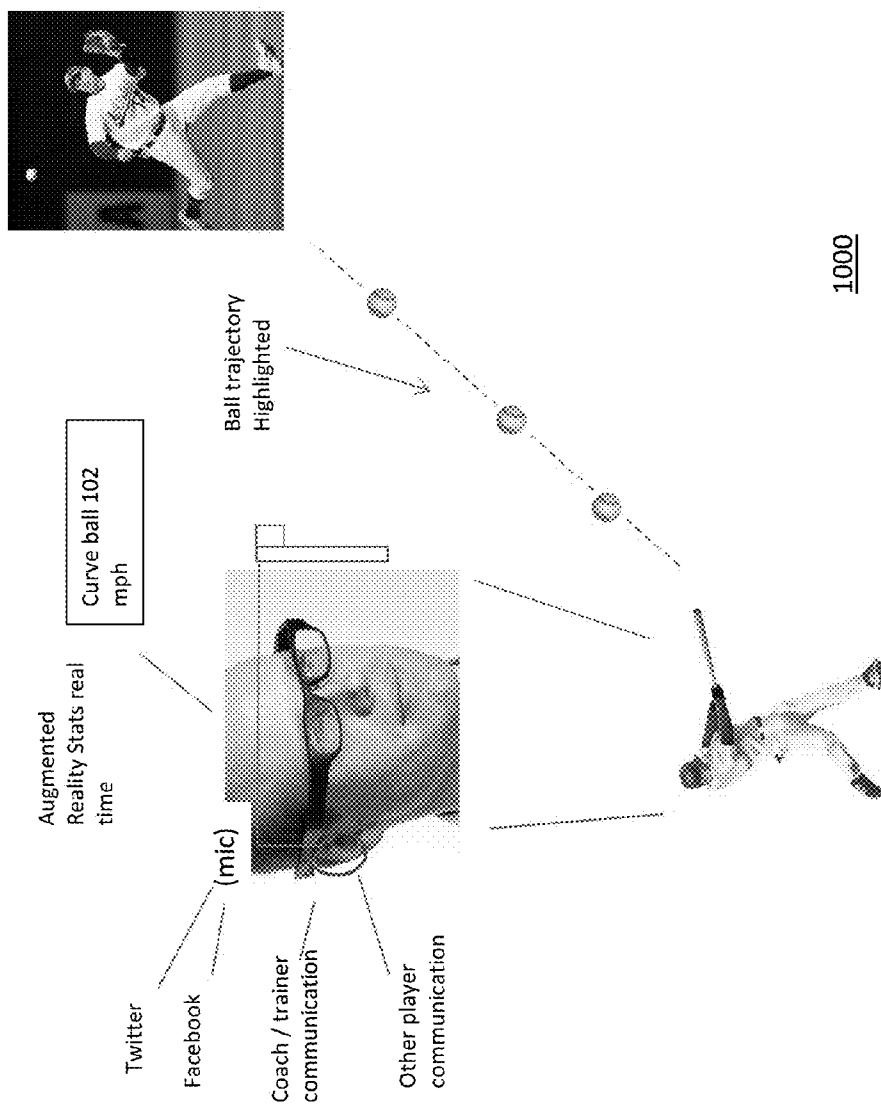 Twitter
Facebook
Coach / trainer
communication
Other player
communication
(mic)
Augmented
Reality Stats real
time
Curve ball 102
mph
Ball trajectory
Highlighted
1000